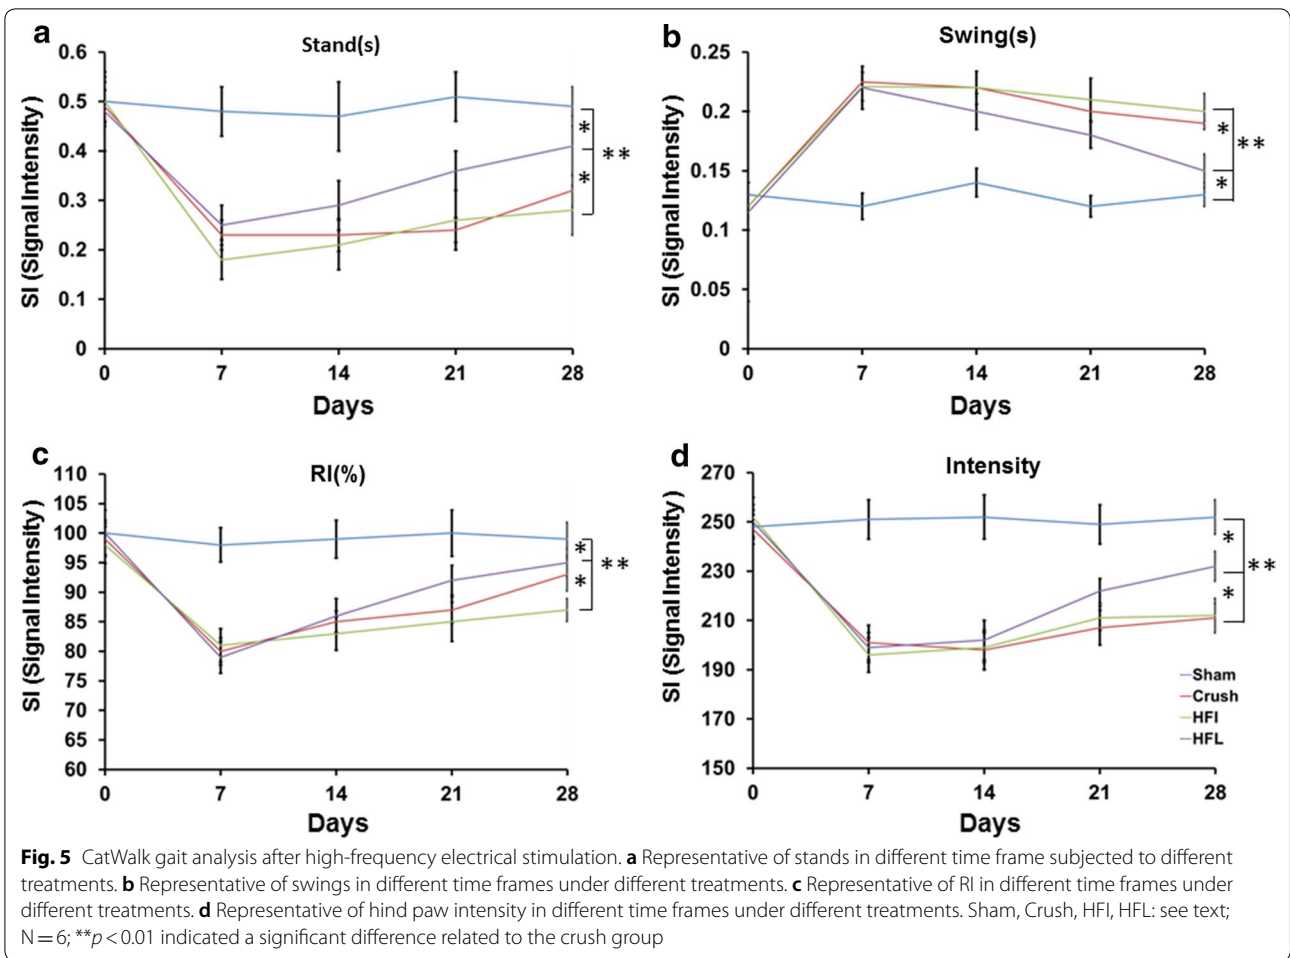 a
Stand(s)
SI (Signal Intensity)
0.6
0.5
0.4
0.3
0.2
0.1
0
0 7 14 21 28
Days
*
*
**
b
Swing(s)
SI (Signal Intensity)
0.25
0.2
0.15
0.1
0.05
0
0 7 14 21 28
Days
*
*
**
c
RI(%)
SI (Signal Intensity)
110
105
100
95
90
85
80
75
70
65
60
0 7 14 21 28
Days
*
*
**
d
Intensity
SI (Signal Intensity)
270
250
230
210
190
170
150
0 7 14 21 28
Days
*
*
**
Sham
Crush
HFI
HFL
Fig. 5 CatWalk gait analysis after high-frequency electrical stimulation. a Representative of stands in different time frame subjected to different
treatments. b Representative of swings in different time frames under different treatments. c Representative of RI in different time frames under
different treatments. d Representative of hind paw intensity in different time frames under different treatments. Sham, Crush, HFI, HFL: see text;
N = 6; **p < 0.01 indicated a significant difference related to the crush group